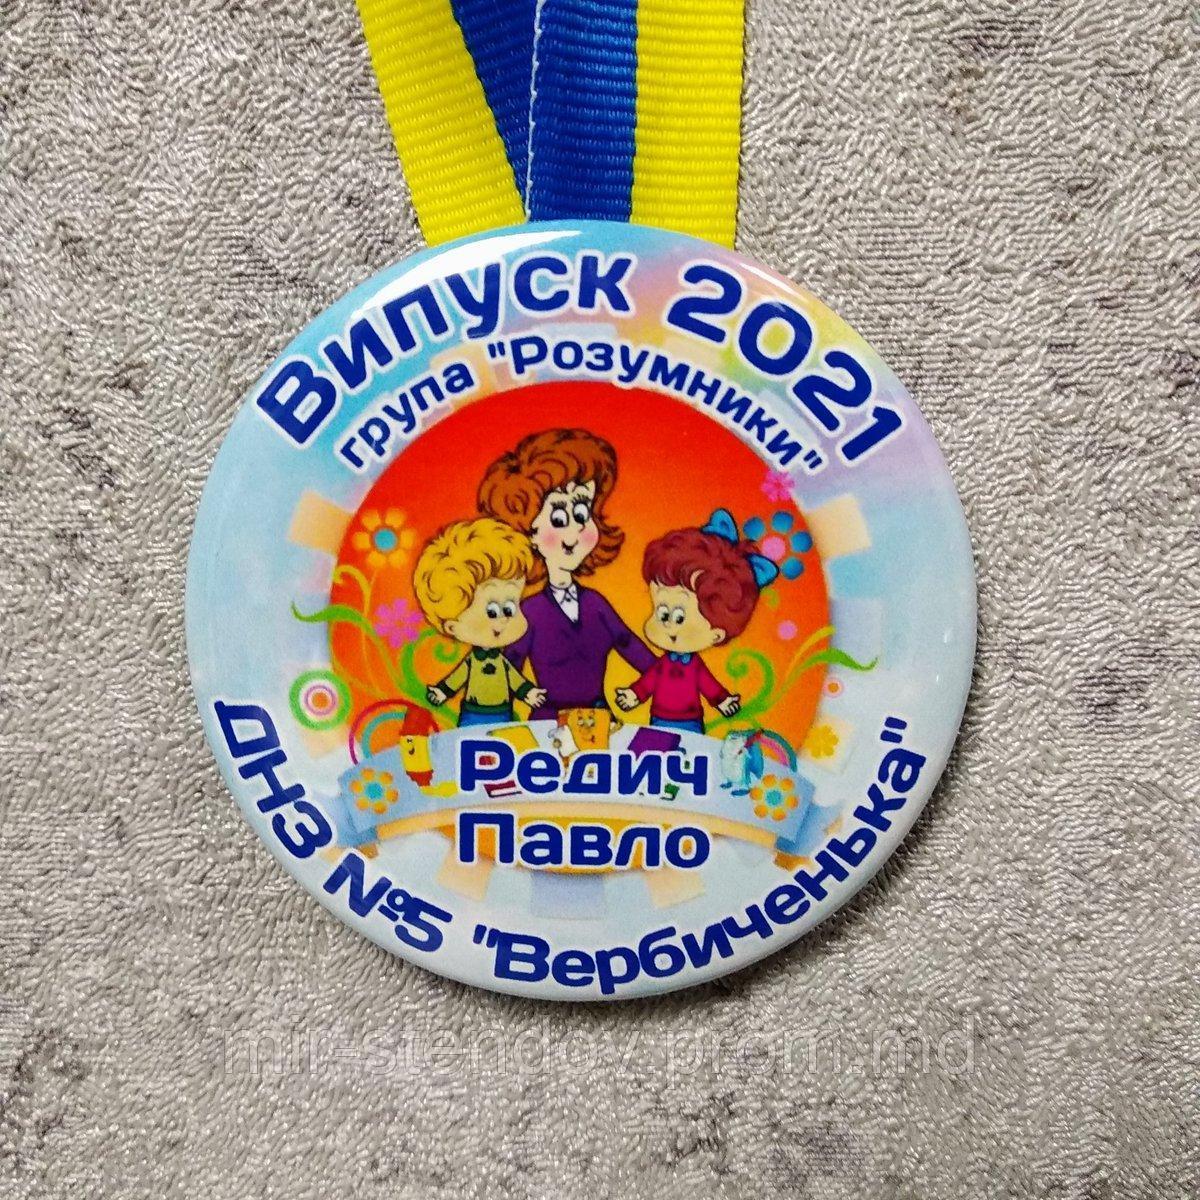 Випуск 2021
група "Розумники"
Редич
Павло
ДНЗ №5 "Вербиченька"
mir-stendov.prom.md